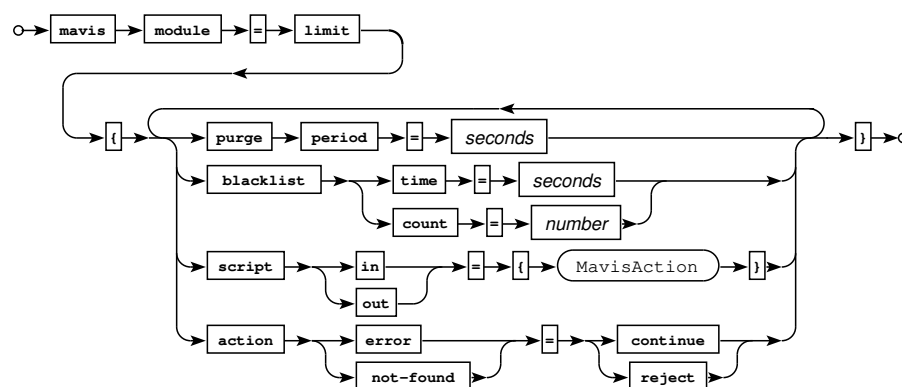 mavis module = limit
{ purge period = seconds }
blacklist time = seconds
count = number
script in = { MavisAction }
out
action error = continue
not-found reject